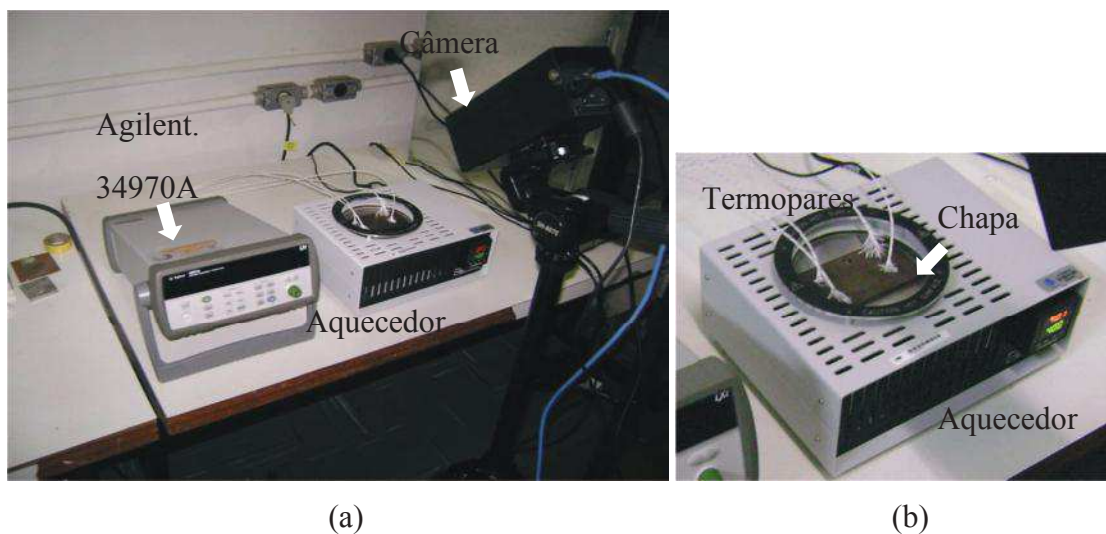 Câmera
Agilent.
34970A
Aquecedor
Termopares
Chapa
Aquecedor
(a)
(b)